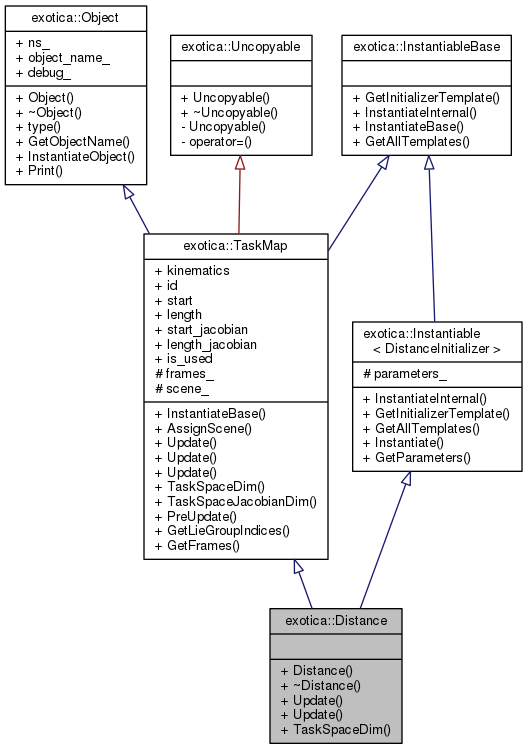 exotica::Object
+ ns_
+ object_name_
+ debug_
+ Object()
+ ~Object()
+ type()
+ GetObjectName()
+ InstantiateObject()
+ Print()
exotica::Uncopyable
+ Uncopyable()
+ ~Uncopyable()
- Uncopyable()
- operator=()
exotica::InstantiableBase
+ GetInitializerTemplate()
+ InstantiateInternal()
+ InstantiateBase()
+ GetAllTemplates()
exotica::TaskMap
+ kinematics
+ id
+ start
+ length
+ start_jacobian
+ length_jacobian
+ is_used
# frames_
# scene_
+ InstantiateBase()
+ AssignScene()
+ Update()
+ Update()
+ Update()
+ TaskSpaceDim()
+ TaskSpaceJacobianDim()
+ PreUpdate()
+ GetLieGroupIndices()
+ GetFrames()
exotica::Instantiable
< DistanceInitializer >
# parameters_
+ InstantiateInternal()
+ GetInitializerTemplate()
+ GetAllTemplates()
+ Instantiate()
+ GetParameters()
exotica::Distance
+ Distance()
+ ~Distance()
+ Update()
+ Update()
+ TaskSpaceDim()